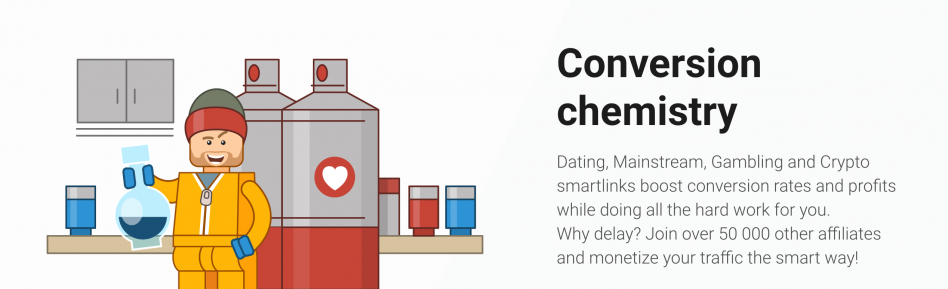 Conversion
chemistry
Dating, Mainstream, Gambling and Crypto
smartlinks boost conversion rates and profits
while doing all the hard work for you.
Why delay? Join over 50 000 other affiliates
and monetize your traffic the smart way!